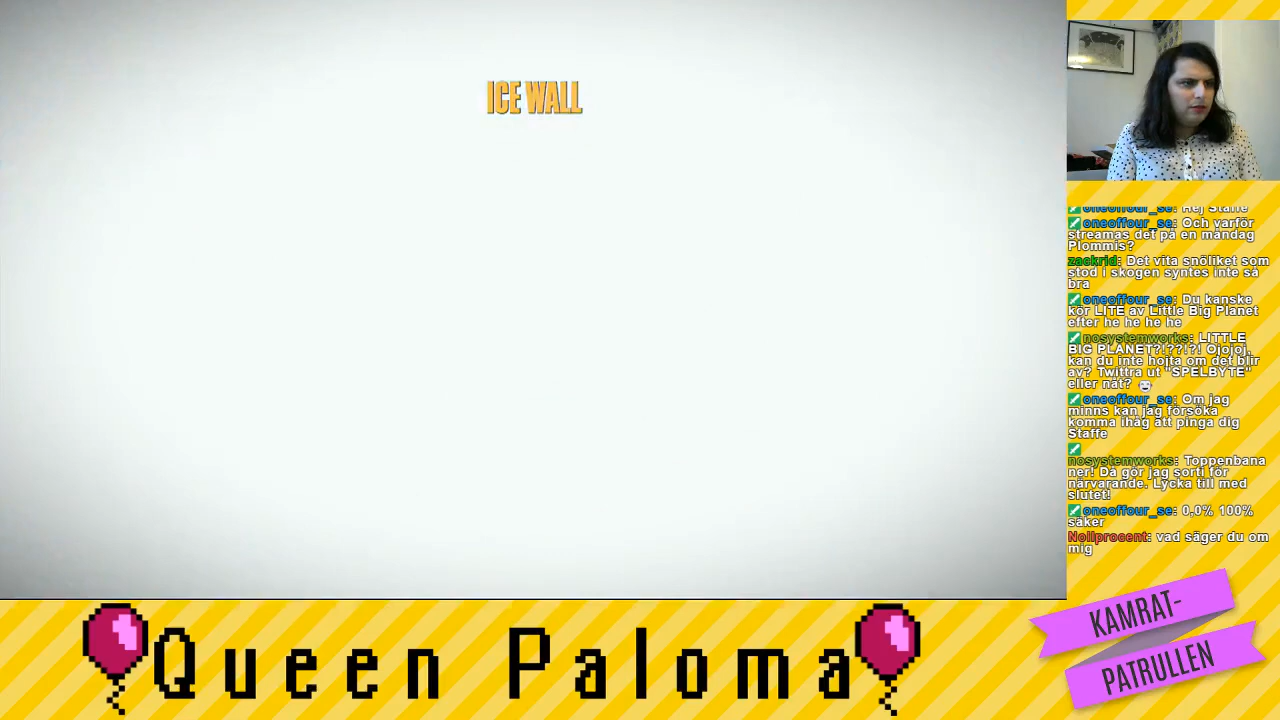 ICE WALL
oneoffour_se: Hej Staffe
oneoffour_se: Och varför
streamas det på en måndag
Plommis?
zackrid: Det vita snöliket som
stod i skogen syntes inte så
bra
oneoffour_se: Du kanske
kör LITE av Little Big Planet
efter he he he he
nosystemworks: LITTLE
BIG PLANET?!??!?! Ojojoj,
kan du inte hojta om det blir
av? Twittra ut "SPELBYTE"
eller nåt?
oneoffour_se: Om jag
minns kan jag försöka
komma ihåg att pinga dig
Staffe
nosystemworks: Toppenbana
ner! Då gör jag sorti för
närvarande. Lycka till med
slutet!
oneoffour_se: 0,0% 100%
säker
Nollprocent: vad säger du om
mig
Queen Paloma
KAMRAT-
PATRULLEN